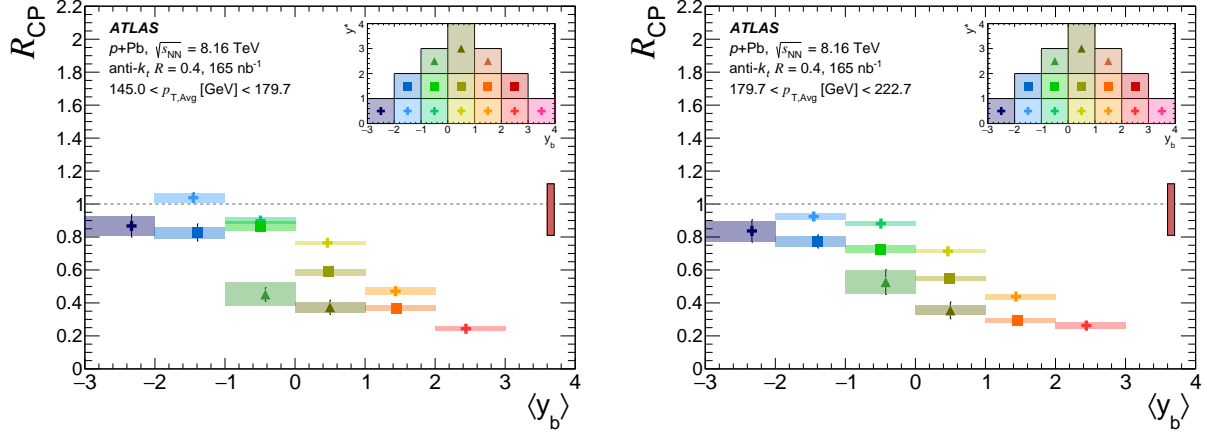 R_CP
2.2
2
1.8
1.6
1.4
1.2
1
0.8
0.6
0.4
0.2
0
ATLAS
p+Pb, √s_NN = 8.16 TeV
anti-k_t R = 0.4, 165 nb⁻¹
145.0 < p_T,Avg [GeV] < 179.7
y*
4
3
2
1
0
−3 −2 −1 0 1 2 3 4
y_b
−3 −2 −1 0 1 2 3 4
⟨y_b⟩
R_CP
2.2
2
1.8
1.6
1.4
1.2
1
0.8
0.6
0.4
0.2
0
ATLAS
p+Pb, √s_NN = 8.16 TeV
anti-k_t R = 0.4, 165 nb⁻¹
179.7 < p_T,Avg [GeV] < 222.7
y*
4
3
2
1
0
−3 −2 −1 0 1 2 3 4
y_b
−3 −2 −1 0 1 2 3 4
⟨y_b⟩